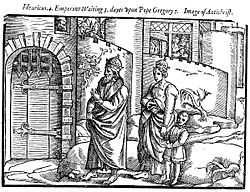 Henricus. 4. Emperour Waiting 3. dayes vpon Pope Gregory 7. Image of Antichrist.